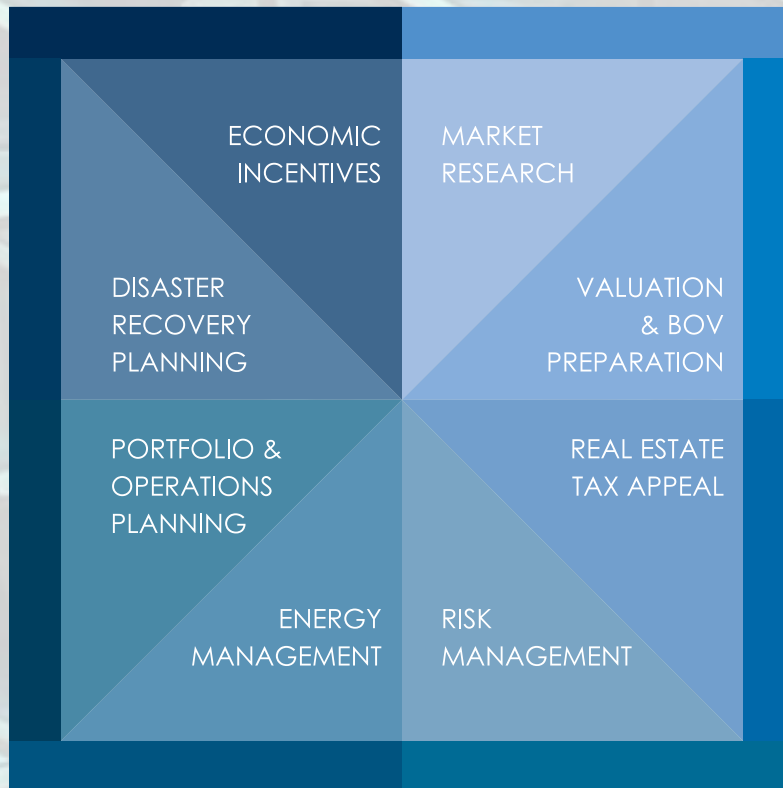 ECONOMIC
INCENTIVES
MARKET
RESEARCH
DISASTER
RECOVERY
PLANNING
VALUATION
& BOV
PREPARATION
PORTFOLIO &
OPERATIONS
PLANNING
REAL ESTATE
TAX APPEAL
ENERGY
MANAGEMENT
RISK
MANAGEMENT